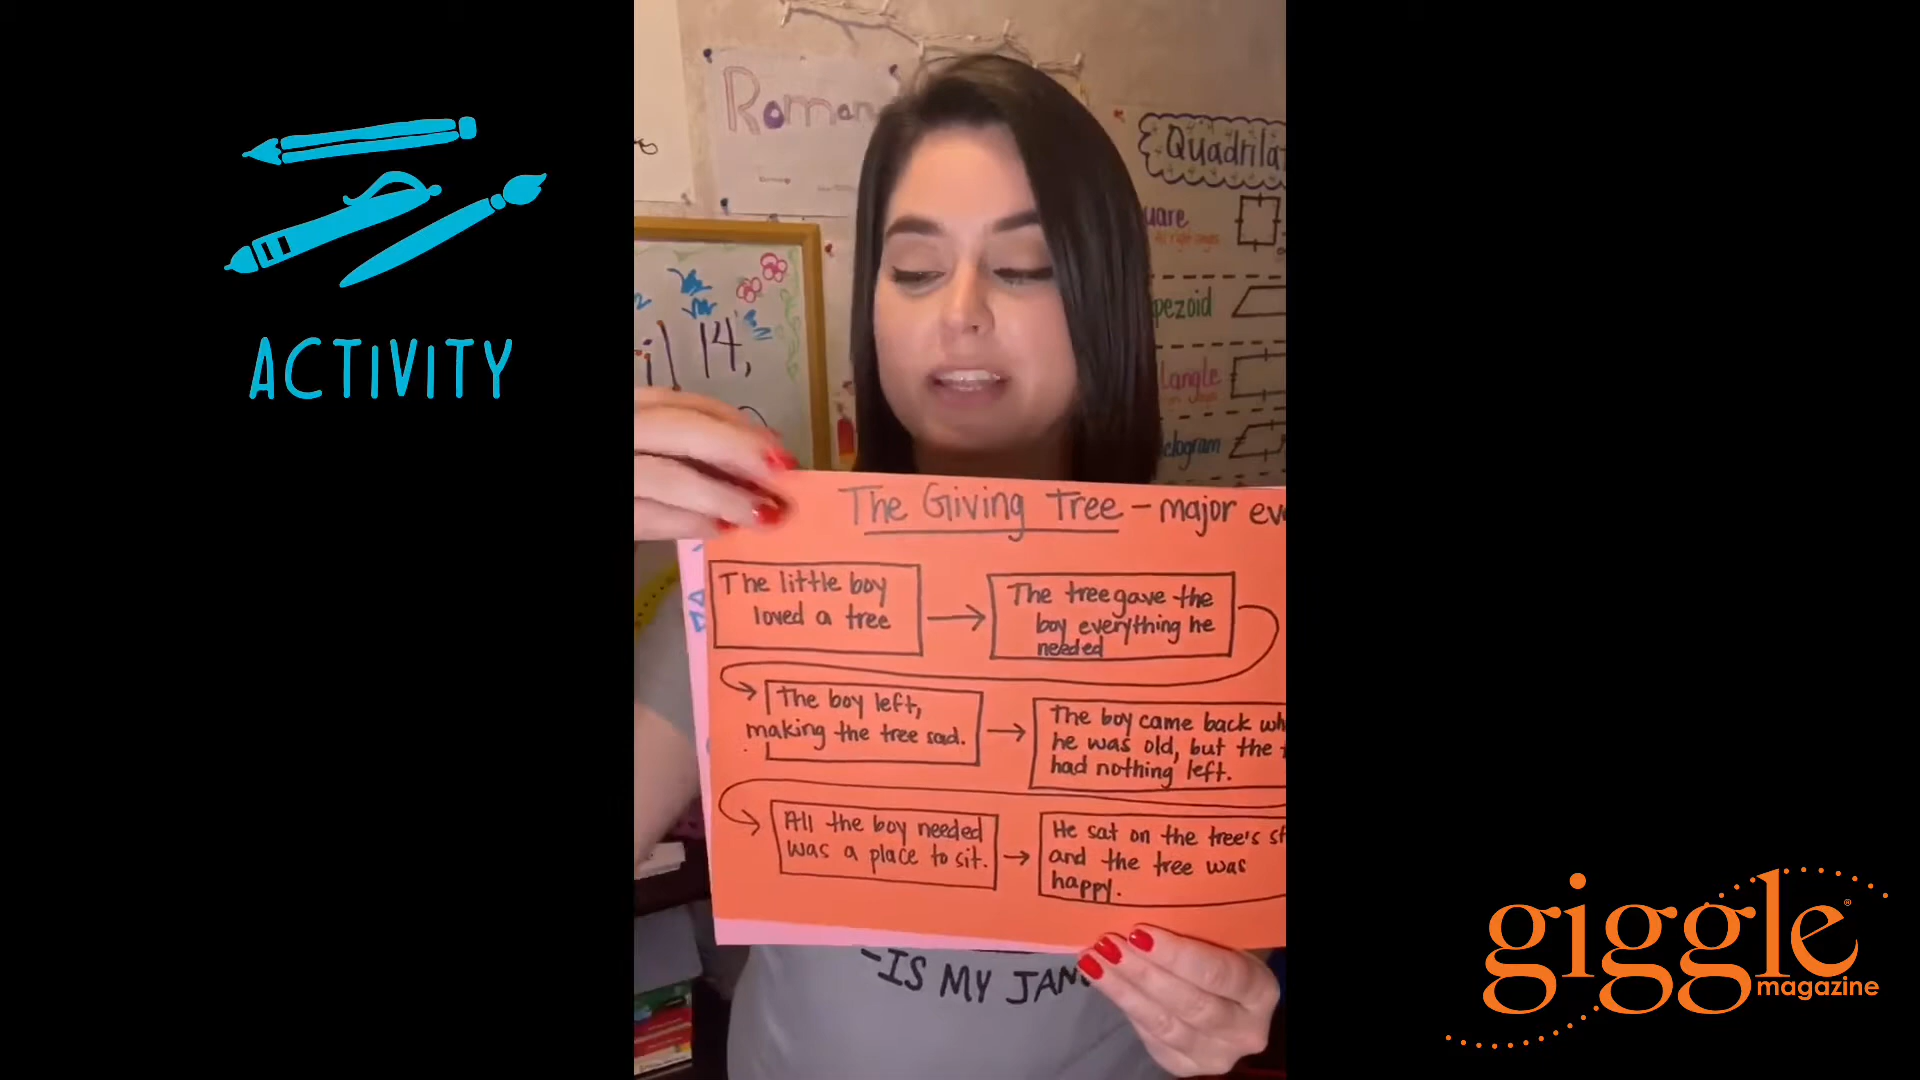 ACTIVITY
Roman
Quadrila
uare
pezoid
tangle
elogram
il 14,
The Giving Tree - major ev
The little boy
loved a tree
The tree gave the
boy everything he
needed
The boy left,
making the tree sad.
The boy came back wh
he was old, but the t
had nothing left.
All the boy needed
was a place to sit.
He sat on the tree's st
and the tree was
happy.
-IS MY JAM
giggle®
magazine